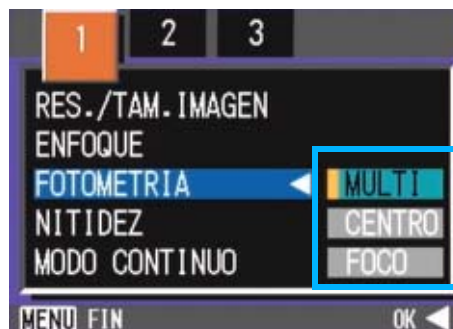 1 2 3
RES./TAM.IMAGEN
ENFOQUE
FOTOMETRIA ◀ MULTI
NITIDEZ CENTRO
MODO CONTINUO FOCO
MENU FIN OK ◀